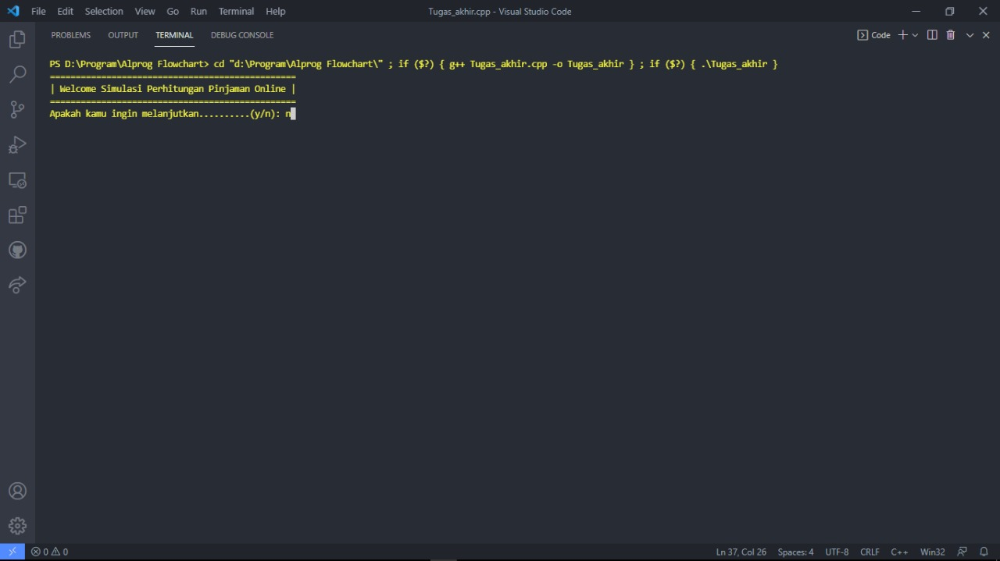 File Edit Selection View Go Run Terminal Help Tugas_akhir.cpp - Visual Studio Code
PROBLEMS OUTPUT TERMINAL DEBUG CONSOLE Code
PS D:\Program\Alprog Flowchart> cd "d:\Program\Alprog Flowchart\" ; if ($?) { g++ Tugas_akhir.cpp -o Tugas_akhir } ; if ($?) { .\Tugas_akhir }
================================================
| Welcome Simulasi Perhitungan Pinjaman Online |
================================================
Apakah kamu ingin melanjutkan..........(y/n): n
0 0 Ln 37, Col 26 Spaces: 4 UTF-8 CRLF C++ Win32